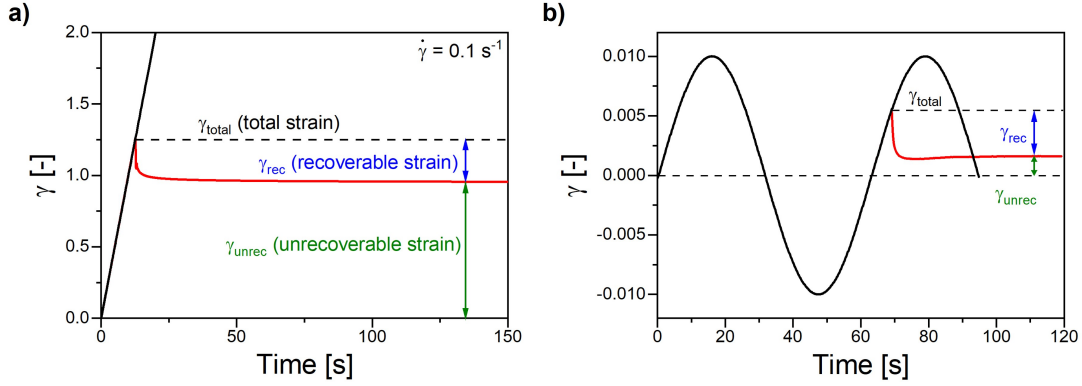 a)
γ̇ = 0.1 s⁻¹
γtotal (total strain)
γrec (recoverable strain)
γunrec (unrecoverable strain)
2.0
1.5
1.0
0.5
0.0
γ [-]
0 50 100 150
Time [s]
b)
γtotal
γrec
γunrec
0.010
0.005
0.000
-0.005
-0.010
γ [-]
0 20 40 60 80 100 120
Time [s]